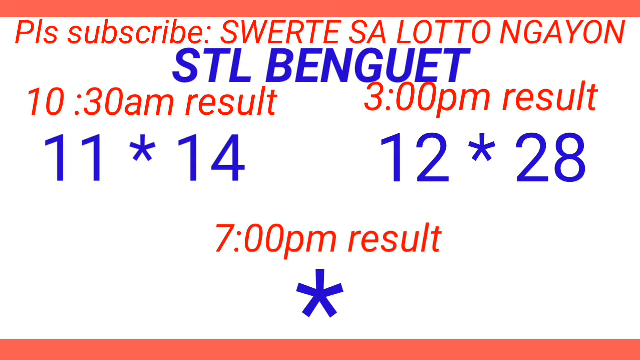 Pls subscribe: SWERTE SA LOTTO NGAYON
STL BENGUET
10 :30am result
3:00pm result
11 * 14
12 * 28
7:00pm result
*